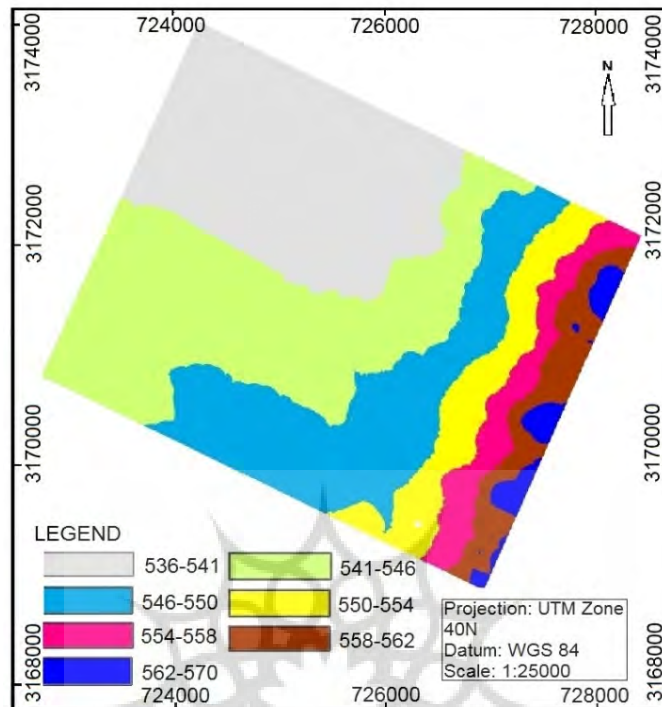 724000 726000 728000
3174000 3174000
N
3172000 3172000
3170000 3170000
LEGEND
536-541 541-546
546-550 550-554
554-558 558-562
562-570
Projection: UTM Zone
40N
Datum: WGS 84
Scale: 1:25000
3168000 3168000
724000 726000 728000